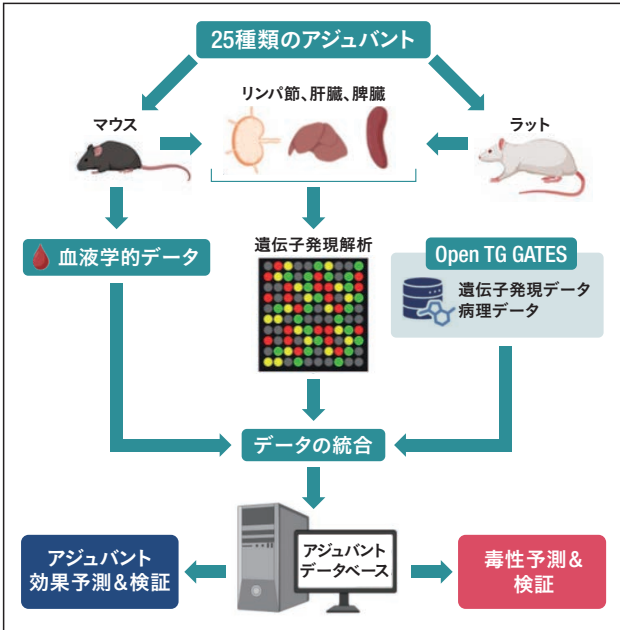 25種類のアジュバント
リンパ節、肝臓、脾臓
マウス
ラット
血液学的データ
遺伝子発現解析
Open TG GATES
遺伝子発現データ
病理データ
データの統合
アジュバント
データベース
アジュバント
効果予測&検証
毒性予測&
検証